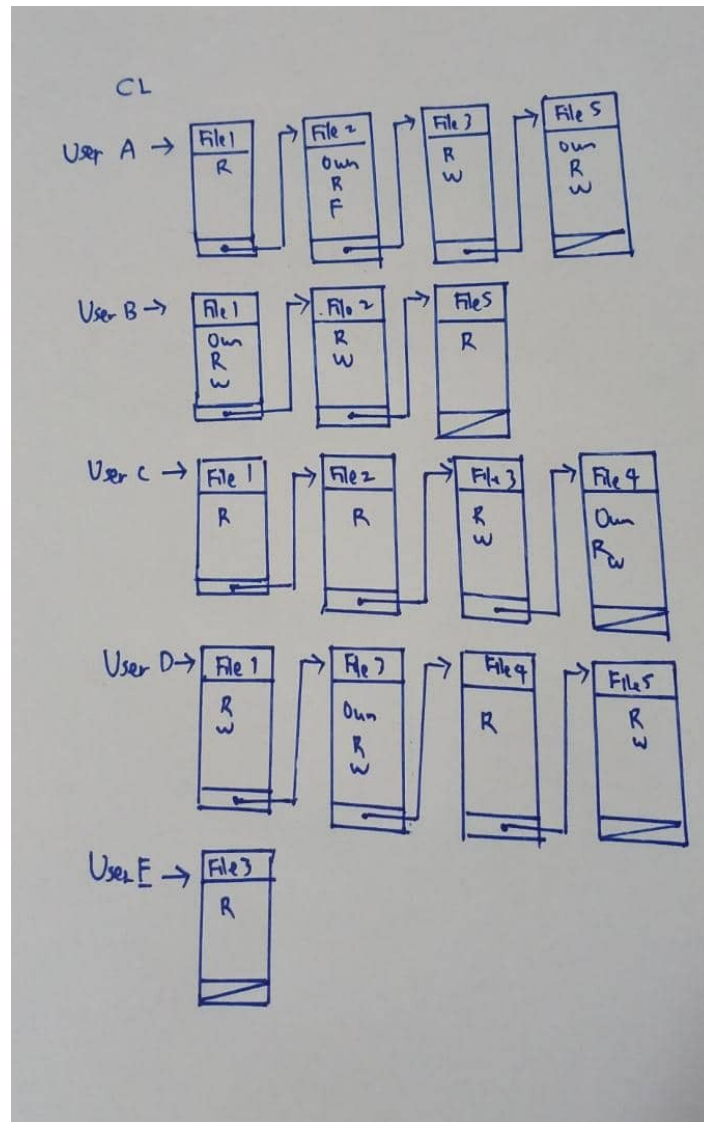 CL
User A → File 1 File 2 File 3 File 5
R Own R Own
R W R
F W
User B → File 1 File 2 File 5
Own R R
R W
W
User C → File 1 File 2 File 3 File 4
R R R Own
W R
W
User D → File 1 File 3 File 4 File 5
R Own R R
W R W
W
User E → File 3
R